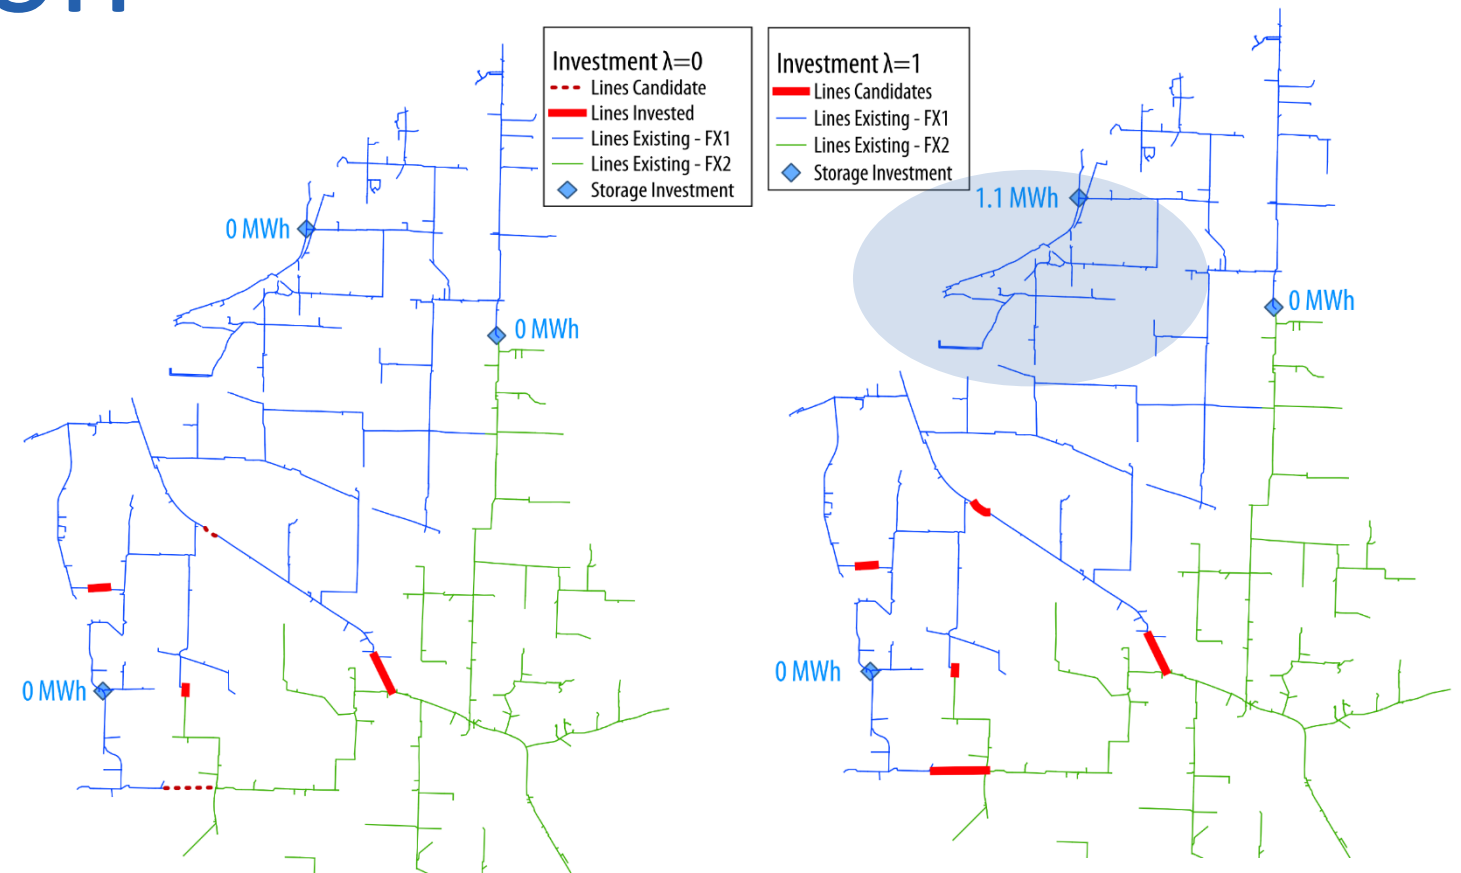 Investment λ=0
Lines Candidate
Lines Invested
Lines Existing - FX1
Lines Existing - FX2
Storage Investment
Investment λ=1
Lines Candidates
Lines Existing - FX1
Lines Existing - FX2
Storage Investment
0 MWh
0 MWh
0 MWh
1.1 MWh
0 MWh
0 MWh